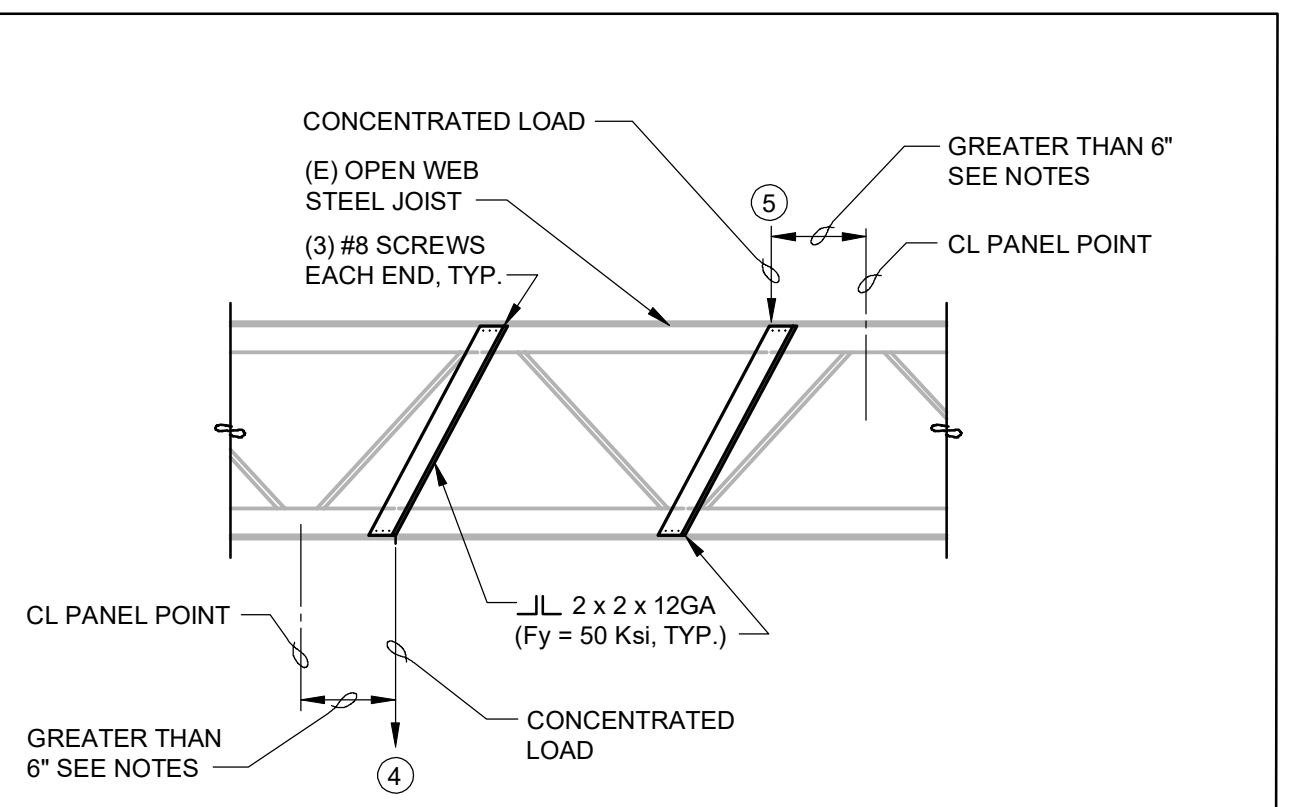 CONCENTRATED LOAD
(E) OPEN WEB
STEEL JOIST
(3) #8 SCREWS
EACH END, TYP.
5
GREATER THAN 6"
SEE NOTES
CL PANEL POINT
CL PANEL POINT
2 x 2 x 12GA
(Fy = 50 Ksi, TYP.)
GREATER THAN
6" SEE NOTES
CONCENTRATED
LOAD
4